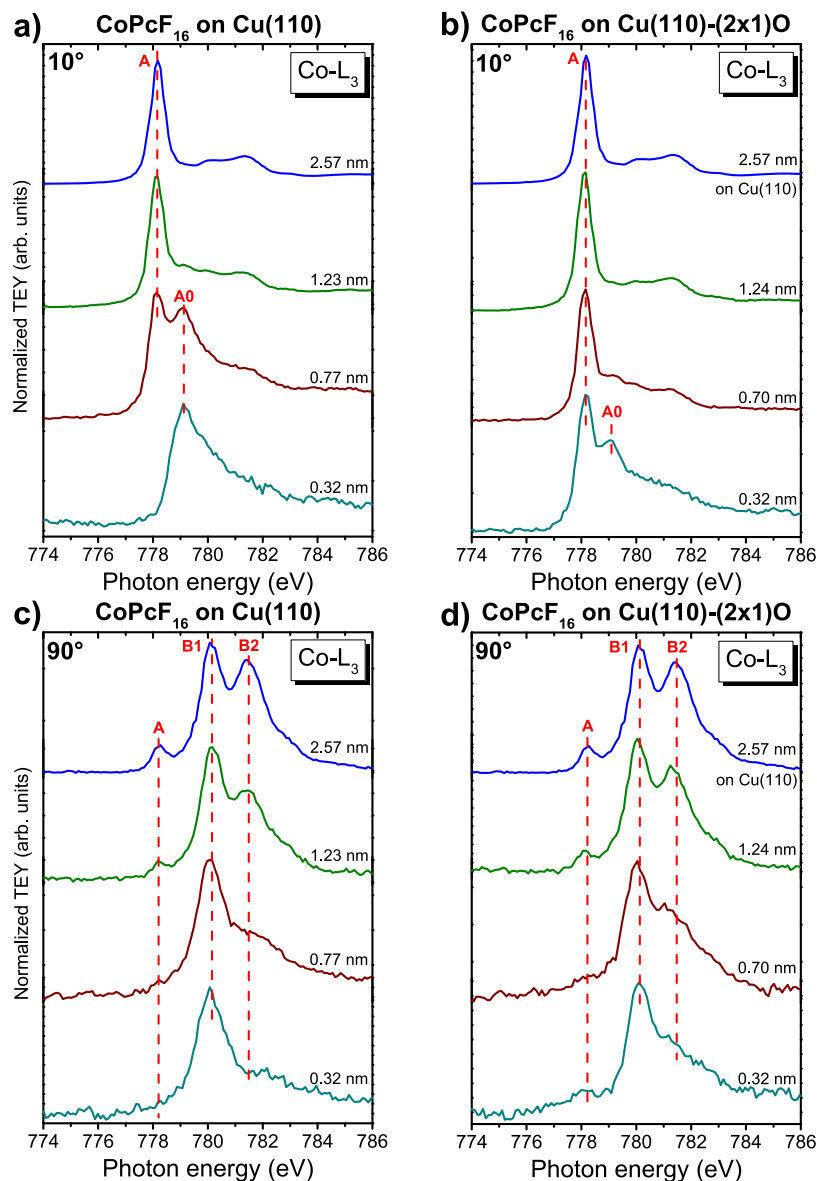 a) CoPcF16 on Cu(110)
10°
A
Co-L3
2.57 nm
1.23 nm
A0
0.77 nm
0.32 nm
Normalized TEY (arb. units)
774 776 778 780 782 784 786
Photon energy (eV)
b) CoPcF16 on Cu(110)-(2x1)O
10°
A
Co-L3
2.57 nm
on Cu(110)
1.24 nm
0.70 nm
A0
0.32 nm
774 776 778 780 782 784 786
Photon energy (eV)
c) CoPcF16 on Cu(110)
90°
B1 B2
Co-L3
A
2.57 nm
1.23 nm
0.77 nm
0.32 nm
Normalized TEY (arb. units)
774 776 778 780 782 784 786
Photon energy (eV)
d) CoPcF16 on Cu(110)-(2x1)O
90°
B1 B2
Co-L3
A
2.57 nm
on Cu(110)
1.24 nm
0.70 nm
0.32 nm
774 776 778 780 782 784 786
Photon energy (eV)